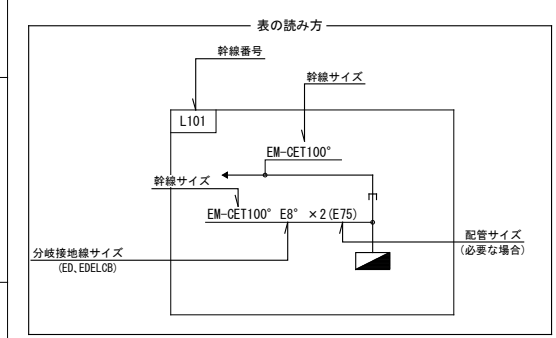 表の読み方
幹線番号
幹線サイズ
L101
EM-CET100°
幹線サイズ
EM-CET100° E8° ×2(E75)
分岐接地線サイズ
(ED、EDELCB)
配管サイズ
(必要な場合)